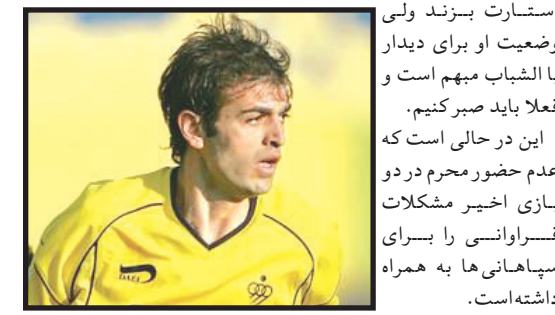 ستارت بزند ولی
وضعیت او برای دیدار
با الشباب مبهم است و
فعلا باید صبر کنیم.
این در حالی است که
عدم حضور محرم در دو
بازی اخیر مشکلات
فراوانی را برای
سپاهانی‌ها به همراه
داشته‌است.
DAEI